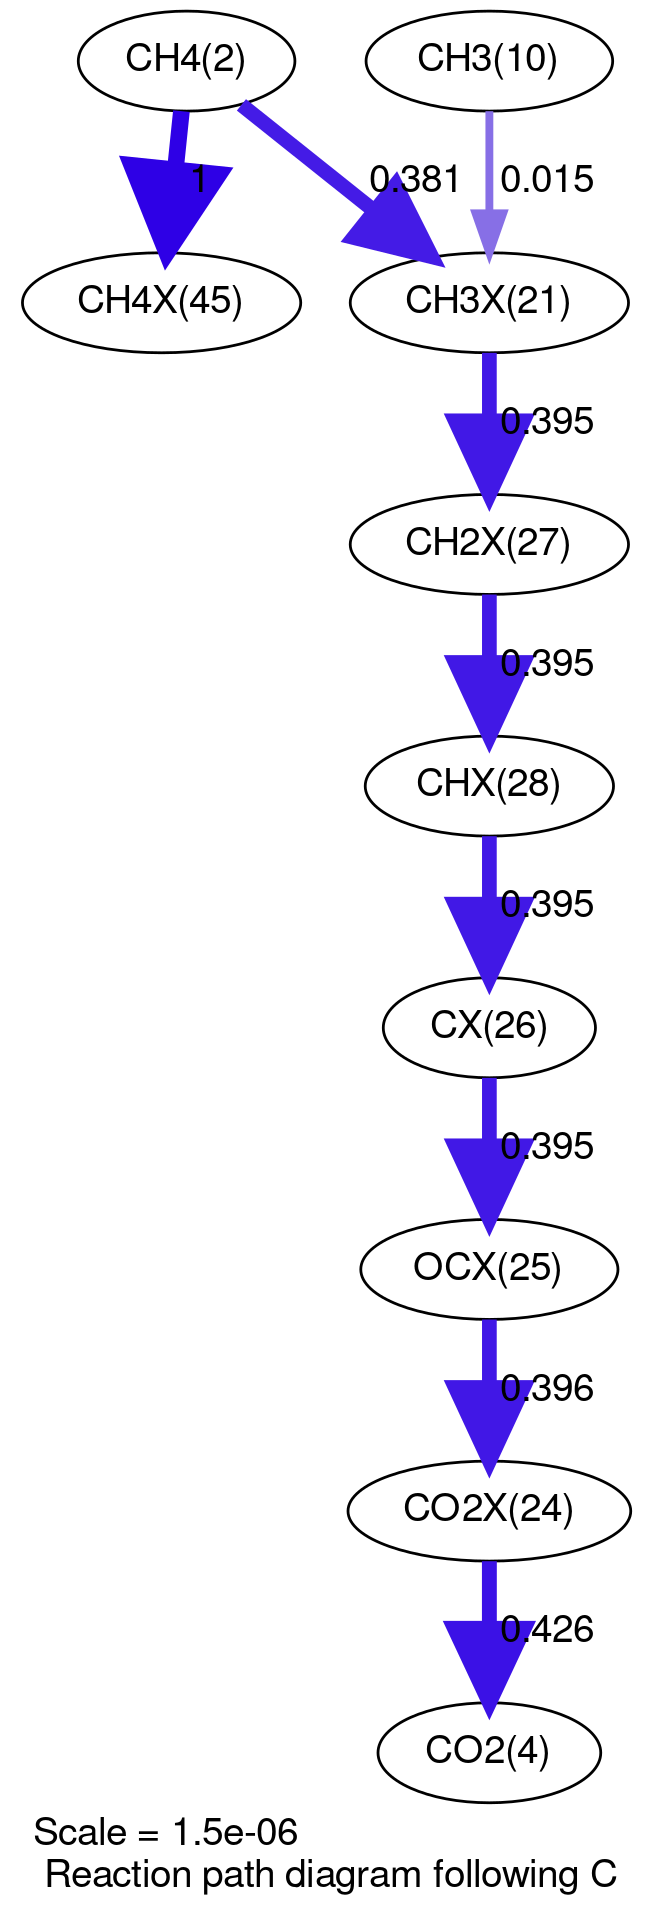 CH4(2)
CH3(10)
1
0.381
0.015
CH4X(45)
CH3X(21)
0.395
CH2X(27)
0.395
CHX(28)
0.395
CX(26)
0.395
OCX(25)
0.396
CO2X(24)
0.426
CO2(4)
Scale = 1.5e-06
Reaction path diagram following C